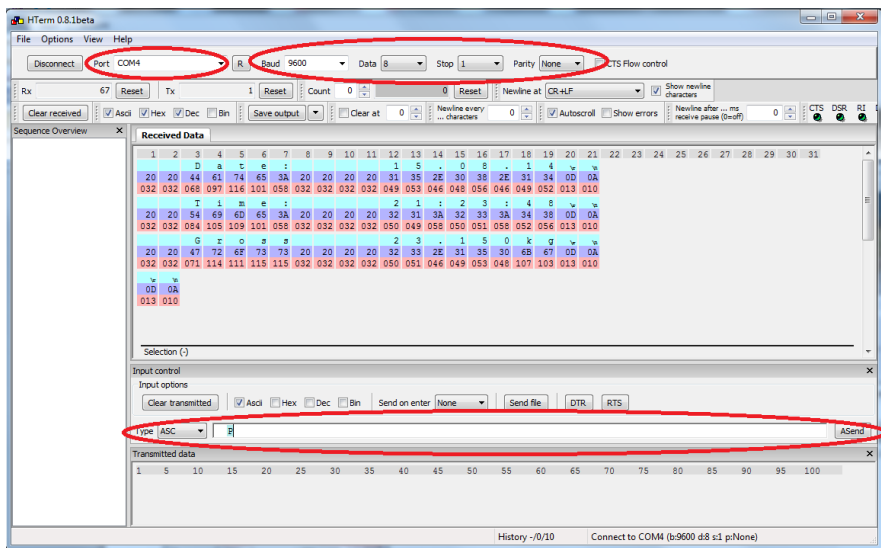 HTerm 0.8.1beta
File Options View Help
Disconnect Port COM4 R Baud 9600 Data 8 Stop 1 Parity None CTS Flow control
Rx 67 Reset Tx 1 Reset Count 0 0 Reset Newline at CR+LF Show newline characters
Clear received Ascii Hex Dec Bin Save output Clear at 0 Newline every ... characters 0 Autoscroll Show errors Newline after ... ms receive pause (0=off) 0 CTS DSR RI
Sequence Overview x Received Data
1 2 3 4 5 6 7 8 9 10 11 12 13 14 15 16 17 18 19 20 21 22 23 24 25 26 27 28 29 30 31
D a t e : 1 5 . 0 8 . 1 4 \r \n
20 20 44 61 74 65 3A 20 20 20 20 31 35 2E 30 38 2E 31 34 0D 0A
032 032 068 097 116 101 058 032 032 032 032 049 053 046 048 056 046 049 052 013 010
T i m e : 2 1 : 2 3 : 4 8 \r \n
20 20 54 69 6D 65 3A 20 20 20 20 32 31 3A 32 33 3A 34 38 0D 0A
032 032 084 105 109 101 058 032 032 032 032 050 049 058 050 051 058 052 056 013 010
G r o s s 2 3 . 1 5 0 k g \r \n
20 20 47 72 6F 73 73 20 20 20 20 32 33 2E 31 35 30 6B 67 0D 0A
032 032 071 114 111 115 115 032 032 032 032 050 051 046 049 053 048 107 103 013 010
\r \n
0D 0A
013 010
Selection (-)
Input control x
Input options
Clear transmitted Ascii Hex Dec Bin Send on enter None Send file DTR RTS
Type ASC P ASend
Transmitted data x
1 5 10 15 20 25 30 35 40 45 50 55 60 65 70 75 80 85 90 95 100
History -/0/10 Connect to COM4 (b:9600 d:8 s:1 p:None)